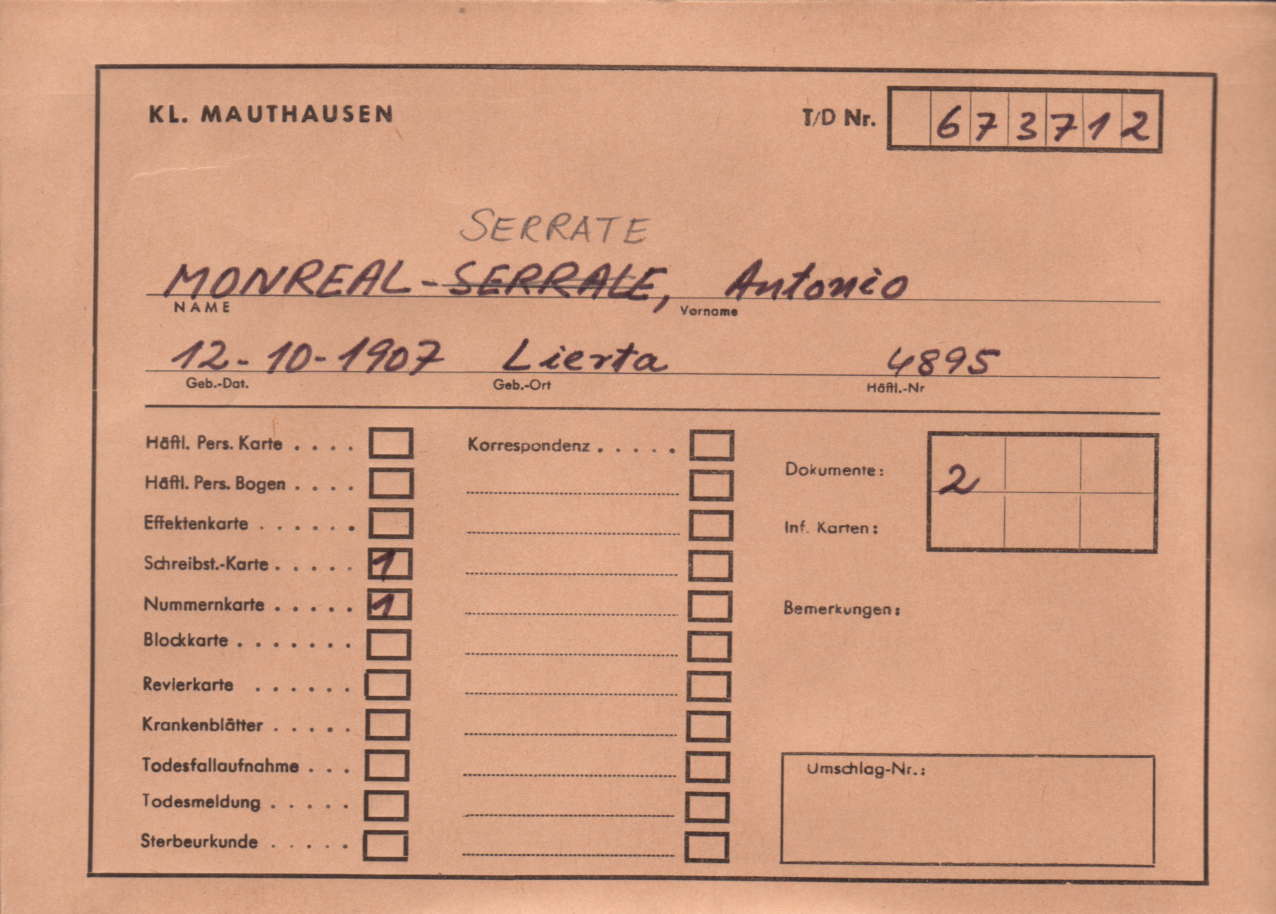 KL. MAUTHAUSEN T/D Nr. 673712
SERRATE
MONREAL-SERRALE, Antonio
NAME Vorname
12-10-1907 Lierta 4895
Geb.-Dat. Geb.-Ort Häftl.-Nr
Häftl. Pers. Karte . . . . Korrespondenz . . . . .
Häftl. Pers. Bogen . . . . Dokumente: 2
Effektenkarte . . . . . . Inf. Karten:
Schreibst.-Karte . . . . . 1
Nummernkarte . . . . . 1 Bemerkungen:
Blockkarte . . . . . . .
Revierkarte . . . . . .
Krankenblätter . . . . .
Todesfallaufnahme . . . Umschlag-Nr.:
Todesmeldung . . . . .
Sterbeurkunde . . . . .